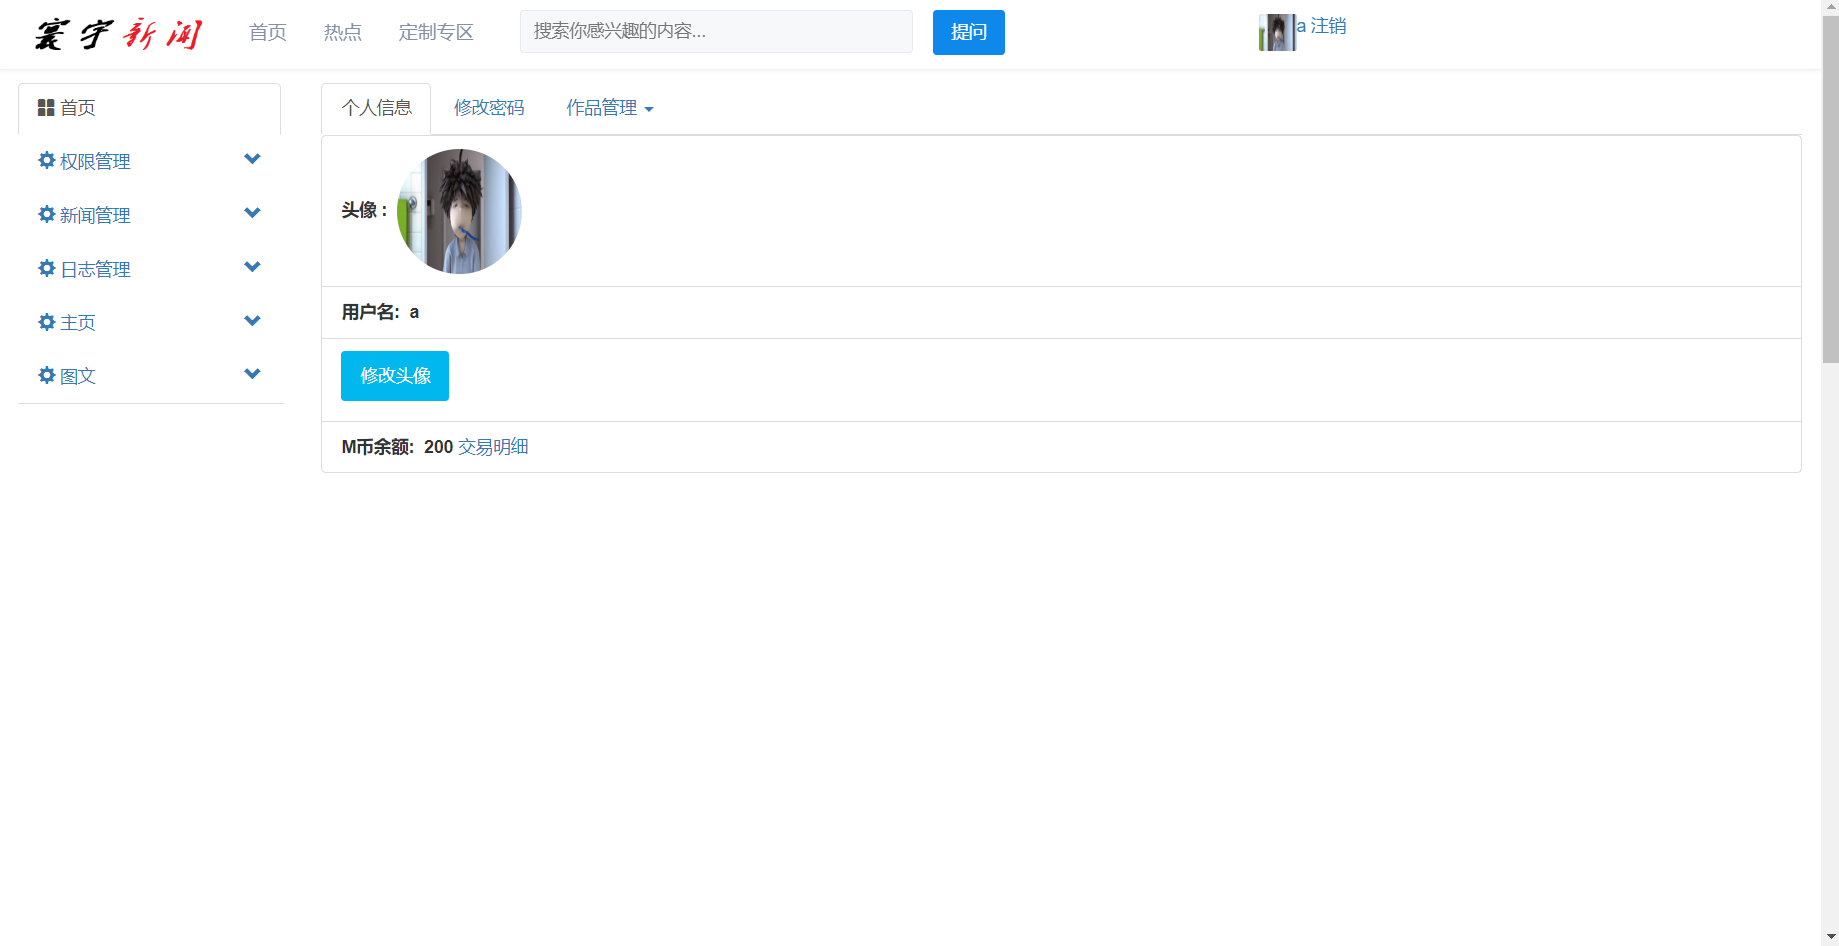 寰宇新闻 首页 热点 定制专区 搜索你感兴趣的内容... 提问 a 注销
首页
权限管理
新闻管理
日志管理
主页
图文
个人信息 修改密码 作品管理
头像 :
用户名: a
修改头像
M币余额: 200 交易明细